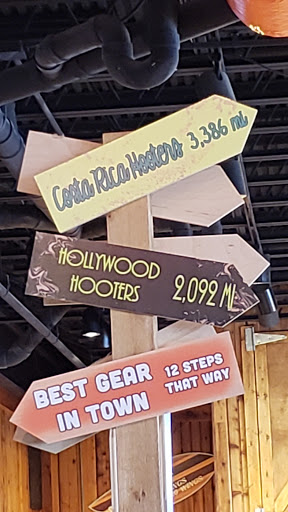 Costa Rica Hooters 3,386 mi
HOLLYWOOD
HOOTERS 2,092 MI
BEST GEAR
IN TOWN
12 STEPS
THAT WAY
WINGS